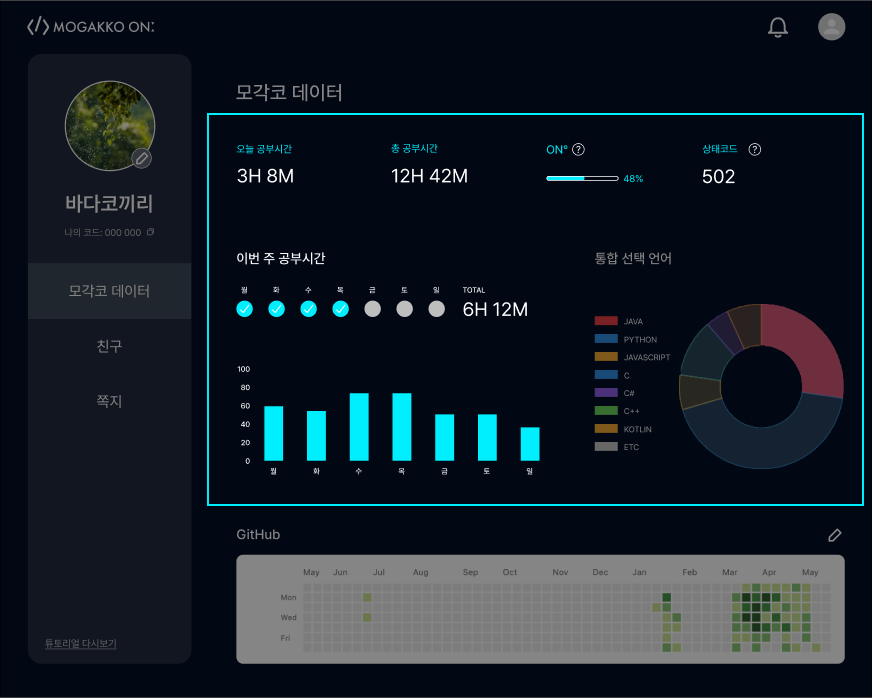 MOGAKKO ON:
바다코끼리
나의 코드: 000 000
모각코 데이터
친구
쪽지
튜토리얼 다시보기
모각코 데이터
오늘 공부시간
3H 8M
총 공부시간
12H 42M
ON° ?
48%
상태코드 ?
502
이번 주 공부시간
월 화 수 목 금 토 일
TOTAL
6H 12M
100
80
60
40
20
0
월 화 수 목 금 토 일
통합 선택 언어
JAVA
PYTHON
JAVASCRIPT
C
C#
C++
KOTLIN
ETC
GitHub
May Jun Jul Aug Sep Oct Nov Dec Jan Feb Mar Apr May
Mon
Wed
Fri